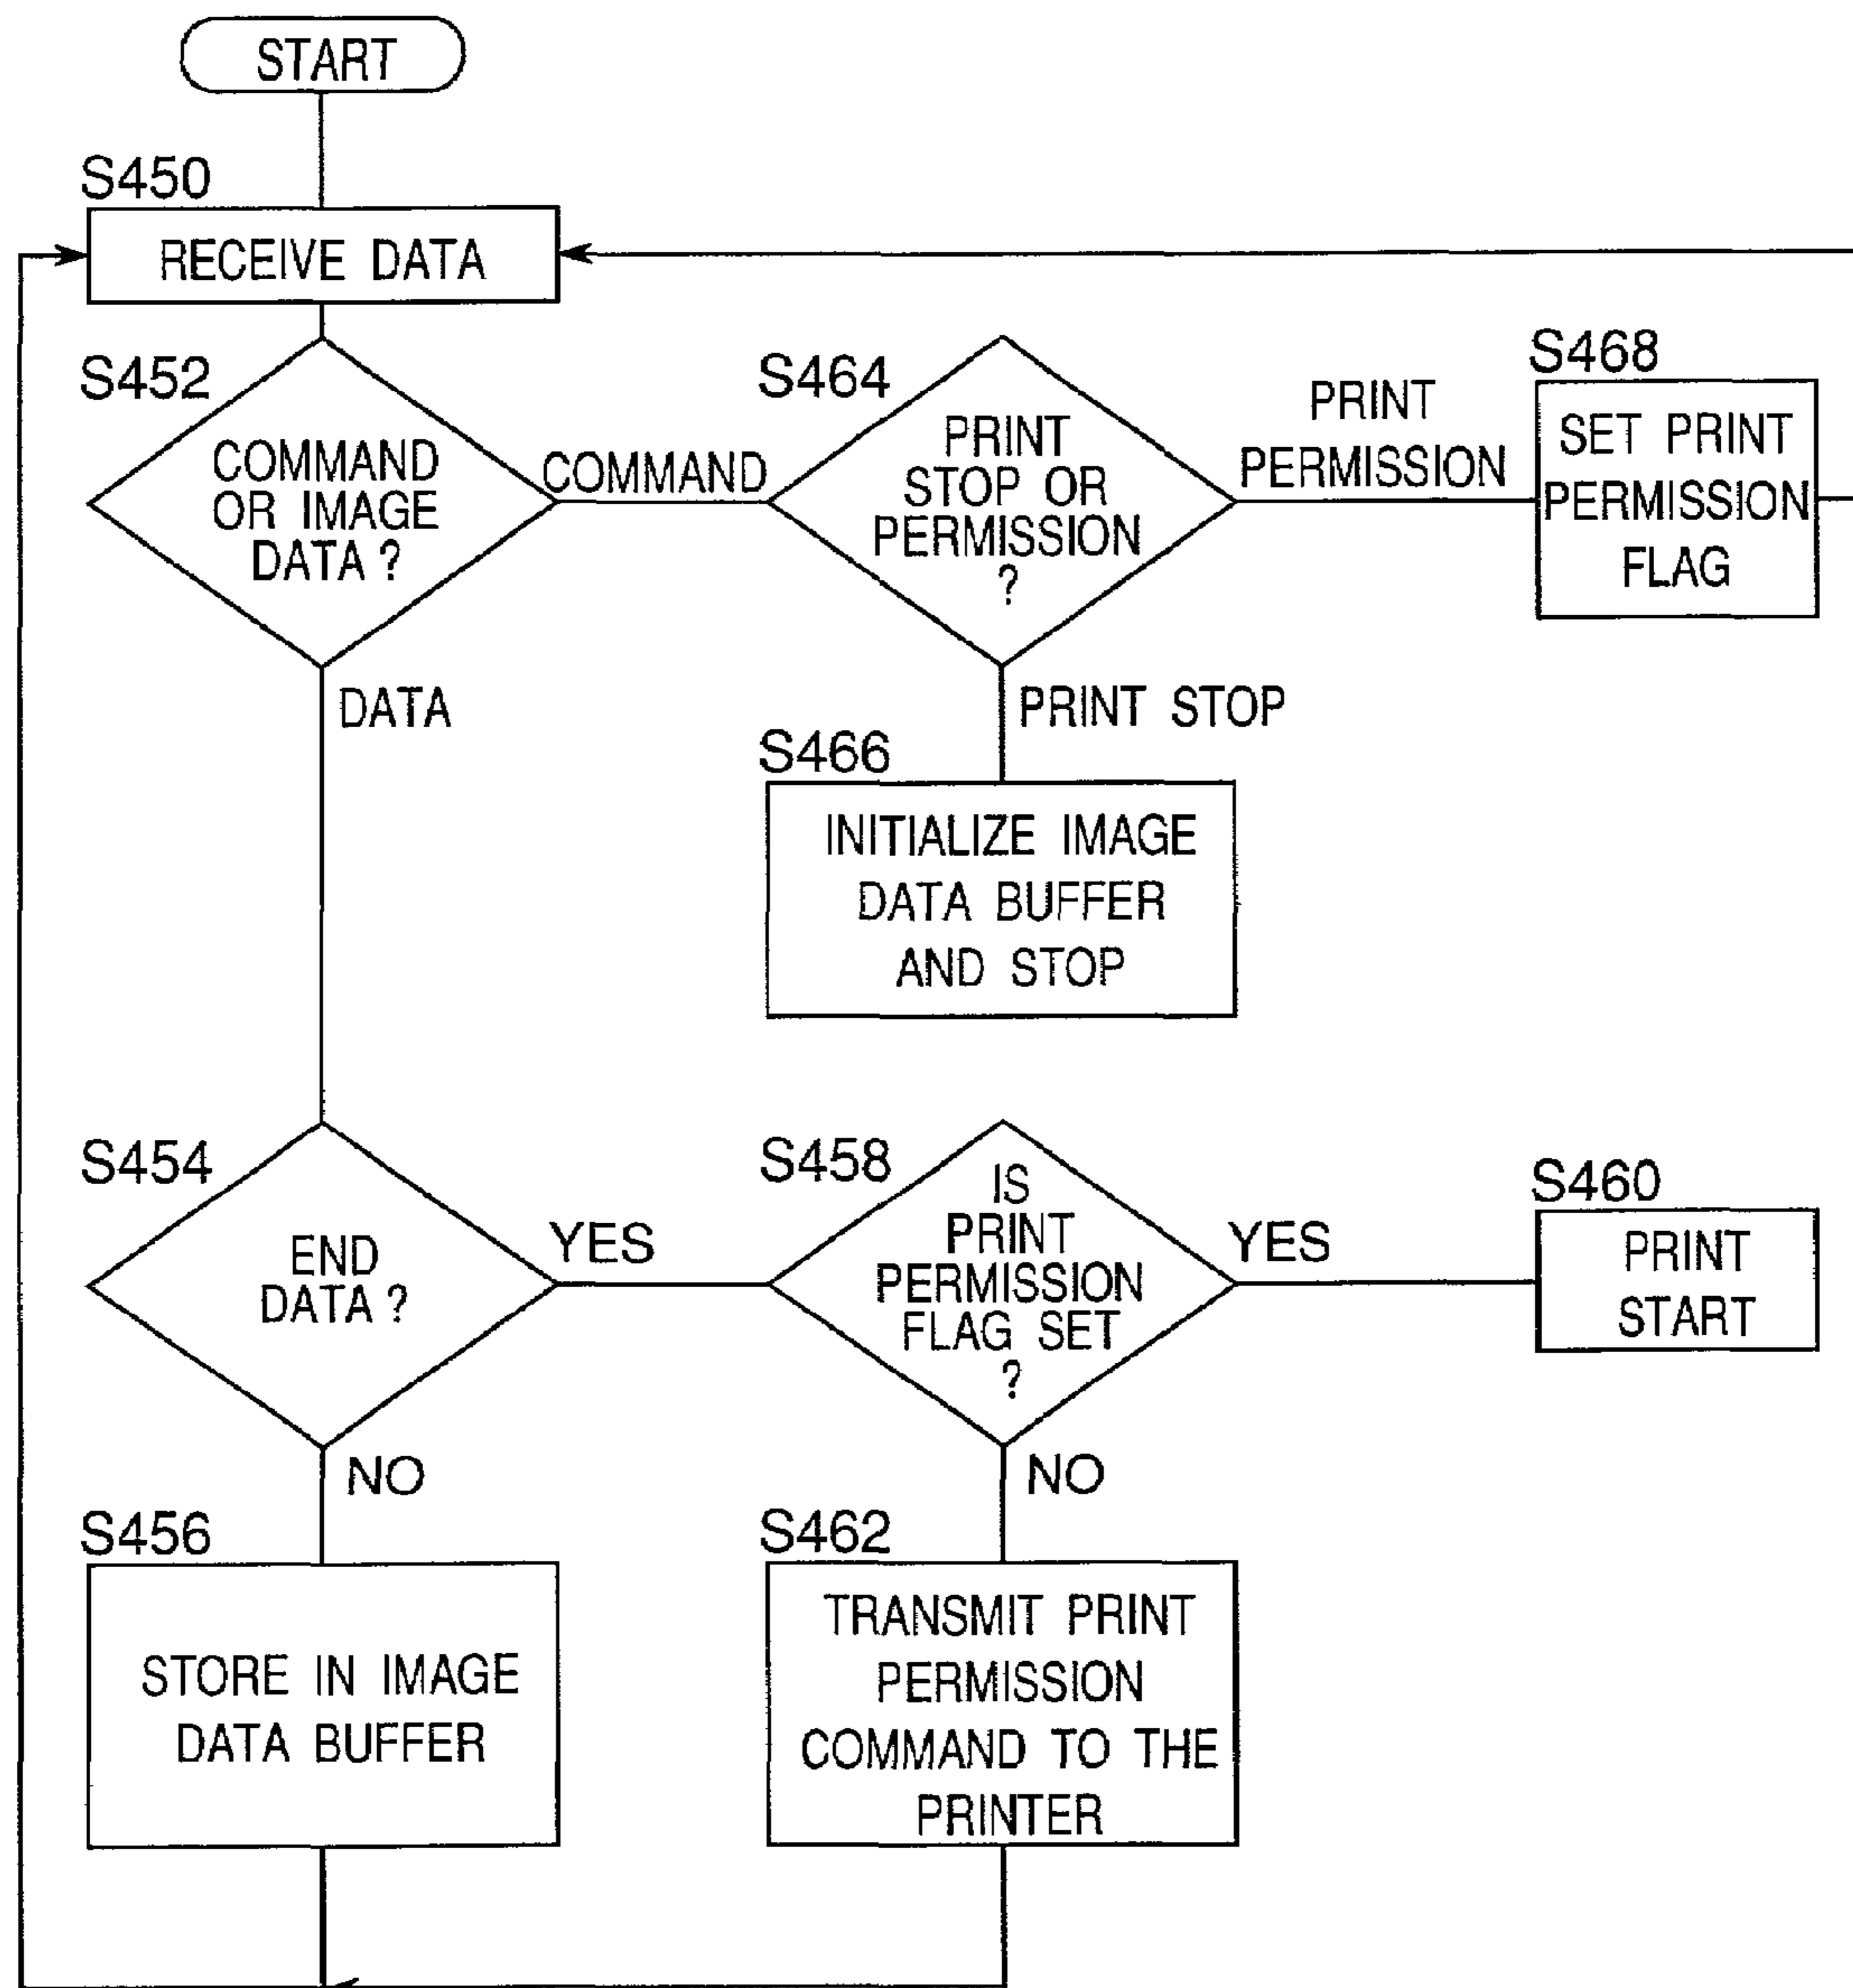 START
S450
RECEIVE DATA
S452
COMMAND
OR IMAGE
DATA ?
COMMAND
S464
PRINT
STOP OR
PERMISSION
?
PRINT
PERMISSION
S468
SET PRINT
PERMISSION
FLAG
DATA
PRINT STOP
S466
INITIALIZE IMAGE
DATA BUFFER
AND STOP
S454
END
DATA ?
YES
S458
IS
PRINT
PERMISSION
FLAG SET
?
YES
S460
PRINT
START
NO
S456
STORE IN IMAGE
DATA BUFFER
NO
S462
TRANSMIT PRINT
PERMISSION
COMMAND TO THE
PRINTER